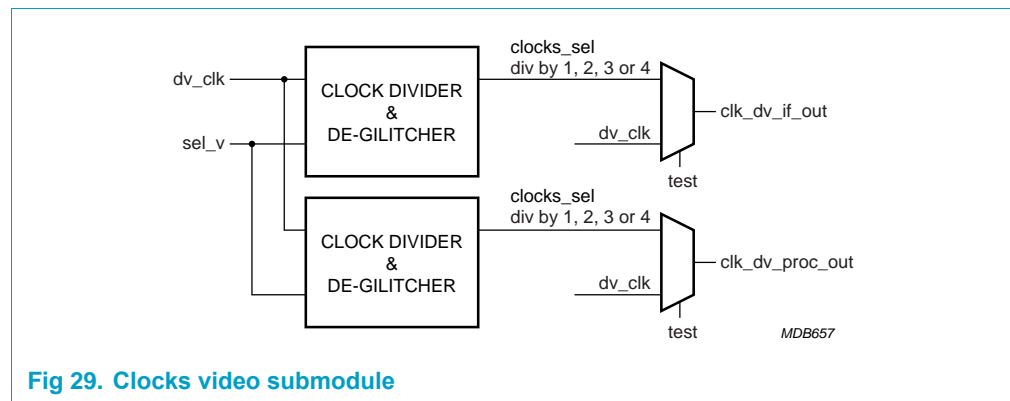 dv_clk
sel_v
CLOCK DIVIDER
&
DE-GILITCHER
clocks_sel
div by 1, 2, 3 or 4
dv_clk
test
clk_dv_if_out
CLOCK DIVIDER
&
DE-GILITCHER
clocks_sel
div by 1, 2, 3 or 4
dv_clk
test
clk_dv_proc_out
MDB657
Fig 29. Clocks video submodule